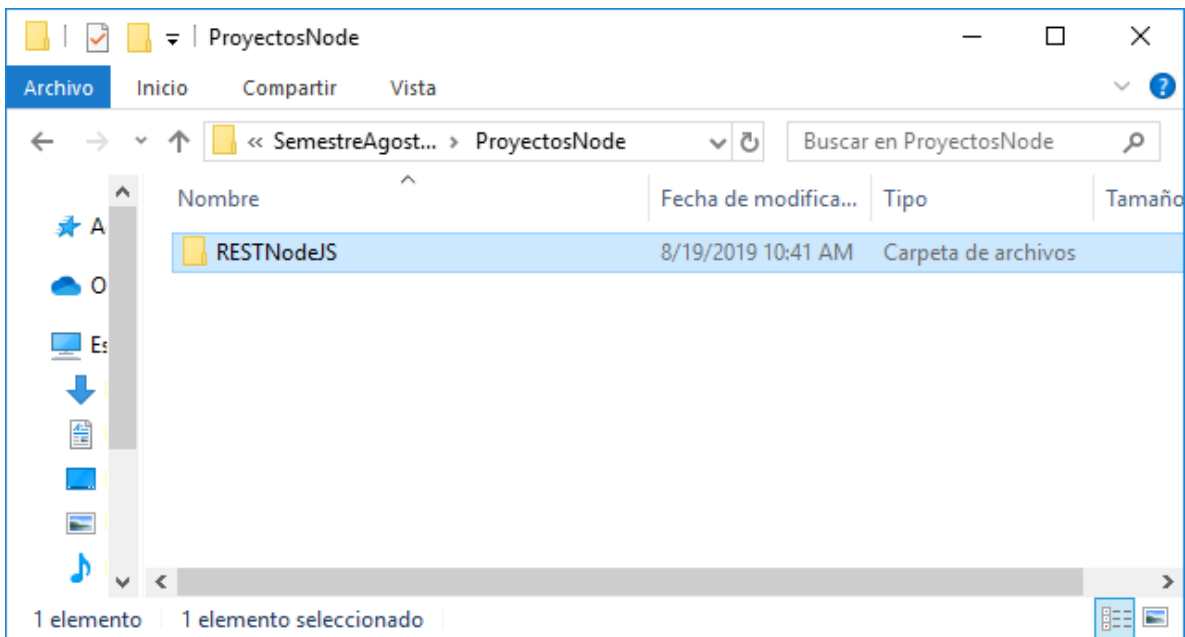 ProyectosNode
Archivo Inicio Compartir Vista
« SemestreAgost... › ProyectosNode Buscar en ProyectosNode
Nombre Fecha de modifica... Tipo Tamaño
A
RESTNodeJS 8/19/2019 10:41 AM Carpeta de archivos
O
Es
1 elemento 1 elemento seleccionado